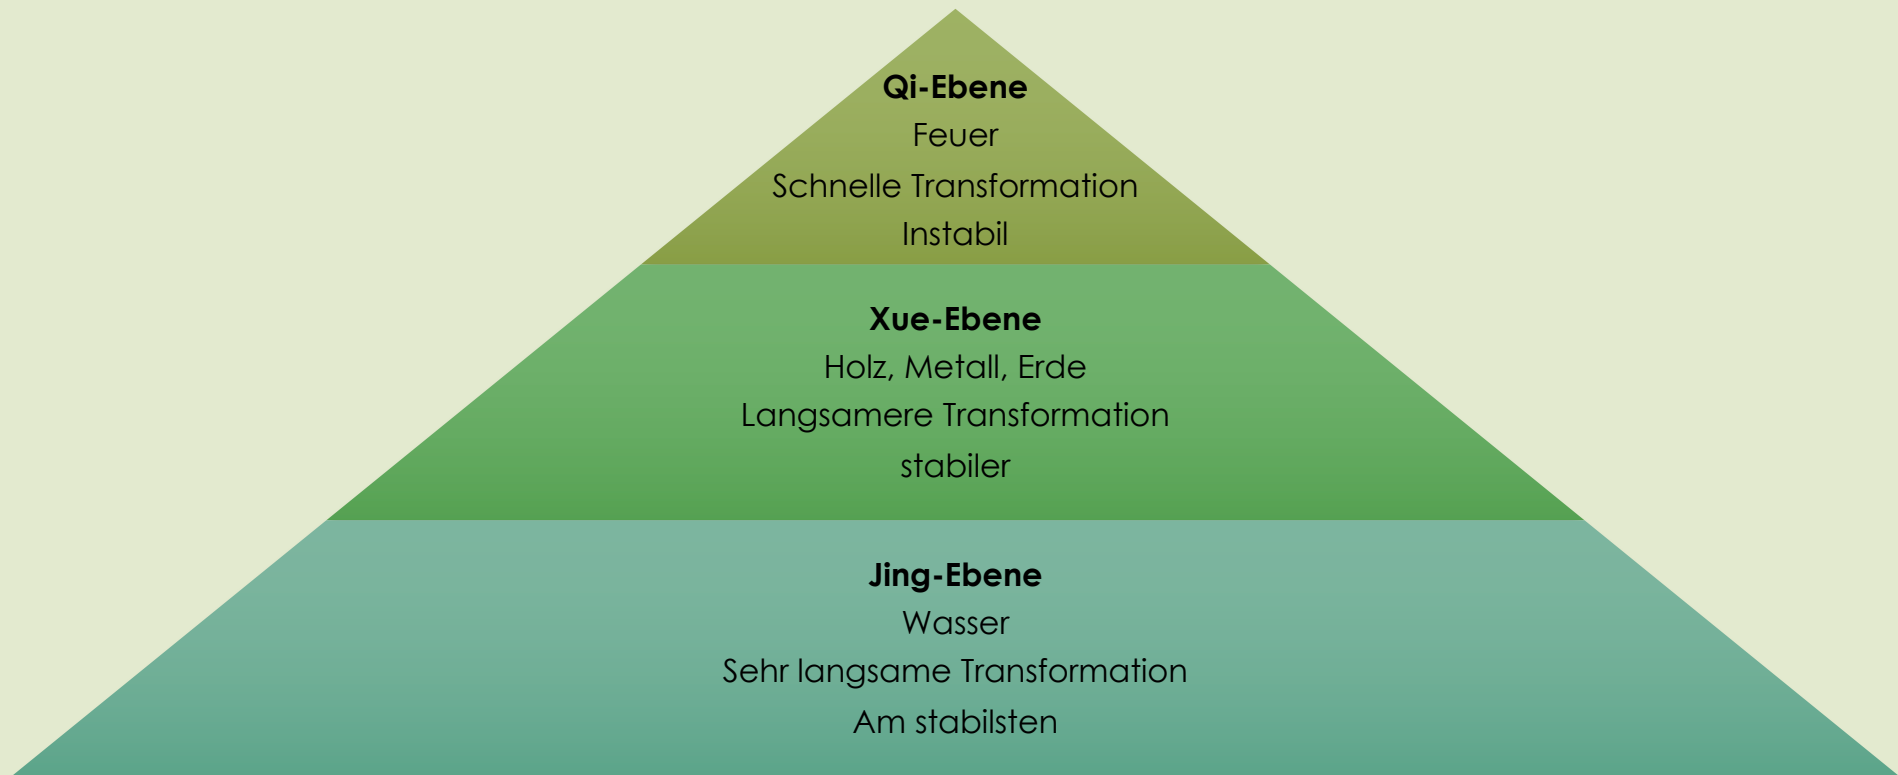 Qi-Ebene
Feuer
Schnelle Transformation
Instabil
Xue-Ebene
Holz, Metall, Erde
Langsamere Transformation
stabiler
Jing-Ebene
Wasser
Sehr langsame Transformation
Am stabilsten